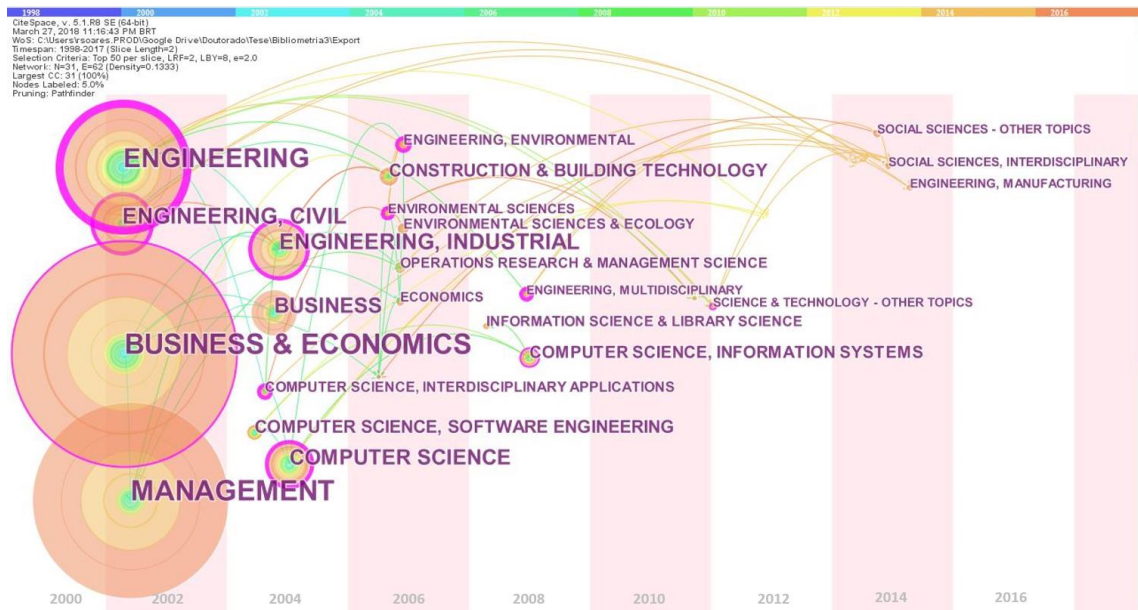 1998 2000 2002 2004 2006 2008 2010 2012 2014 2016
CiteSpace, v. 5.1.R8 SE (64-bit)
March 27, 2018 11:16:43 PM BRT
WoS: C:\Users\rsoares.PROD\Google Drive\Doutorado\Tese\Bibliometria3\Export
Timespan: 1998-2017 (Slice Length=2)
Selection Criteria: Top 50 per slice, LRF=2, LBY=8, e=2.0
Network: N=31, E=62 (Density=0.1333)
Largest CC: 31 (100%)
Nodes Labeled: 5.0%
Pruning: Pathfinder
SOCIAL SCIENCES - OTHER TOPICS
ENGINEERING, ENVIRONMENTAL
ENGINEERING
SOCIAL SCIENCES, INTERDISCIPLINARY
CONSTRUCTION & BUILDING TECHNOLOGY
ENGINEERING, MANUFACTURING
ENVIRONMENTAL SCIENCES
ENGINEERING, CIVIL
ENVIRONMENTAL SCIENCES & ECOLOGY
ENGINEERING, INDUSTRIAL
OPERATIONS RESEARCH & MANAGEMENT SCIENCE
ENGINEERING, MULTIDISCIPLINARY
ECONOMICS
SCIENCE & TECHNOLOGY - OTHER TOPICS
BUSINESS
INFORMATION SCIENCE & LIBRARY SCIENCE
BUSINESS & ECONOMICS
COMPUTER SCIENCE, INFORMATION SYSTEMS
COMPUTER SCIENCE, INTERDISCIPLINARY APPLICATIONS
COMPUTER SCIENCE, SOFTWARE ENGINEERING
COMPUTER SCIENCE
MANAGEMENT
2000 2002 2004 2006 2008 2010 2012 2014 2016